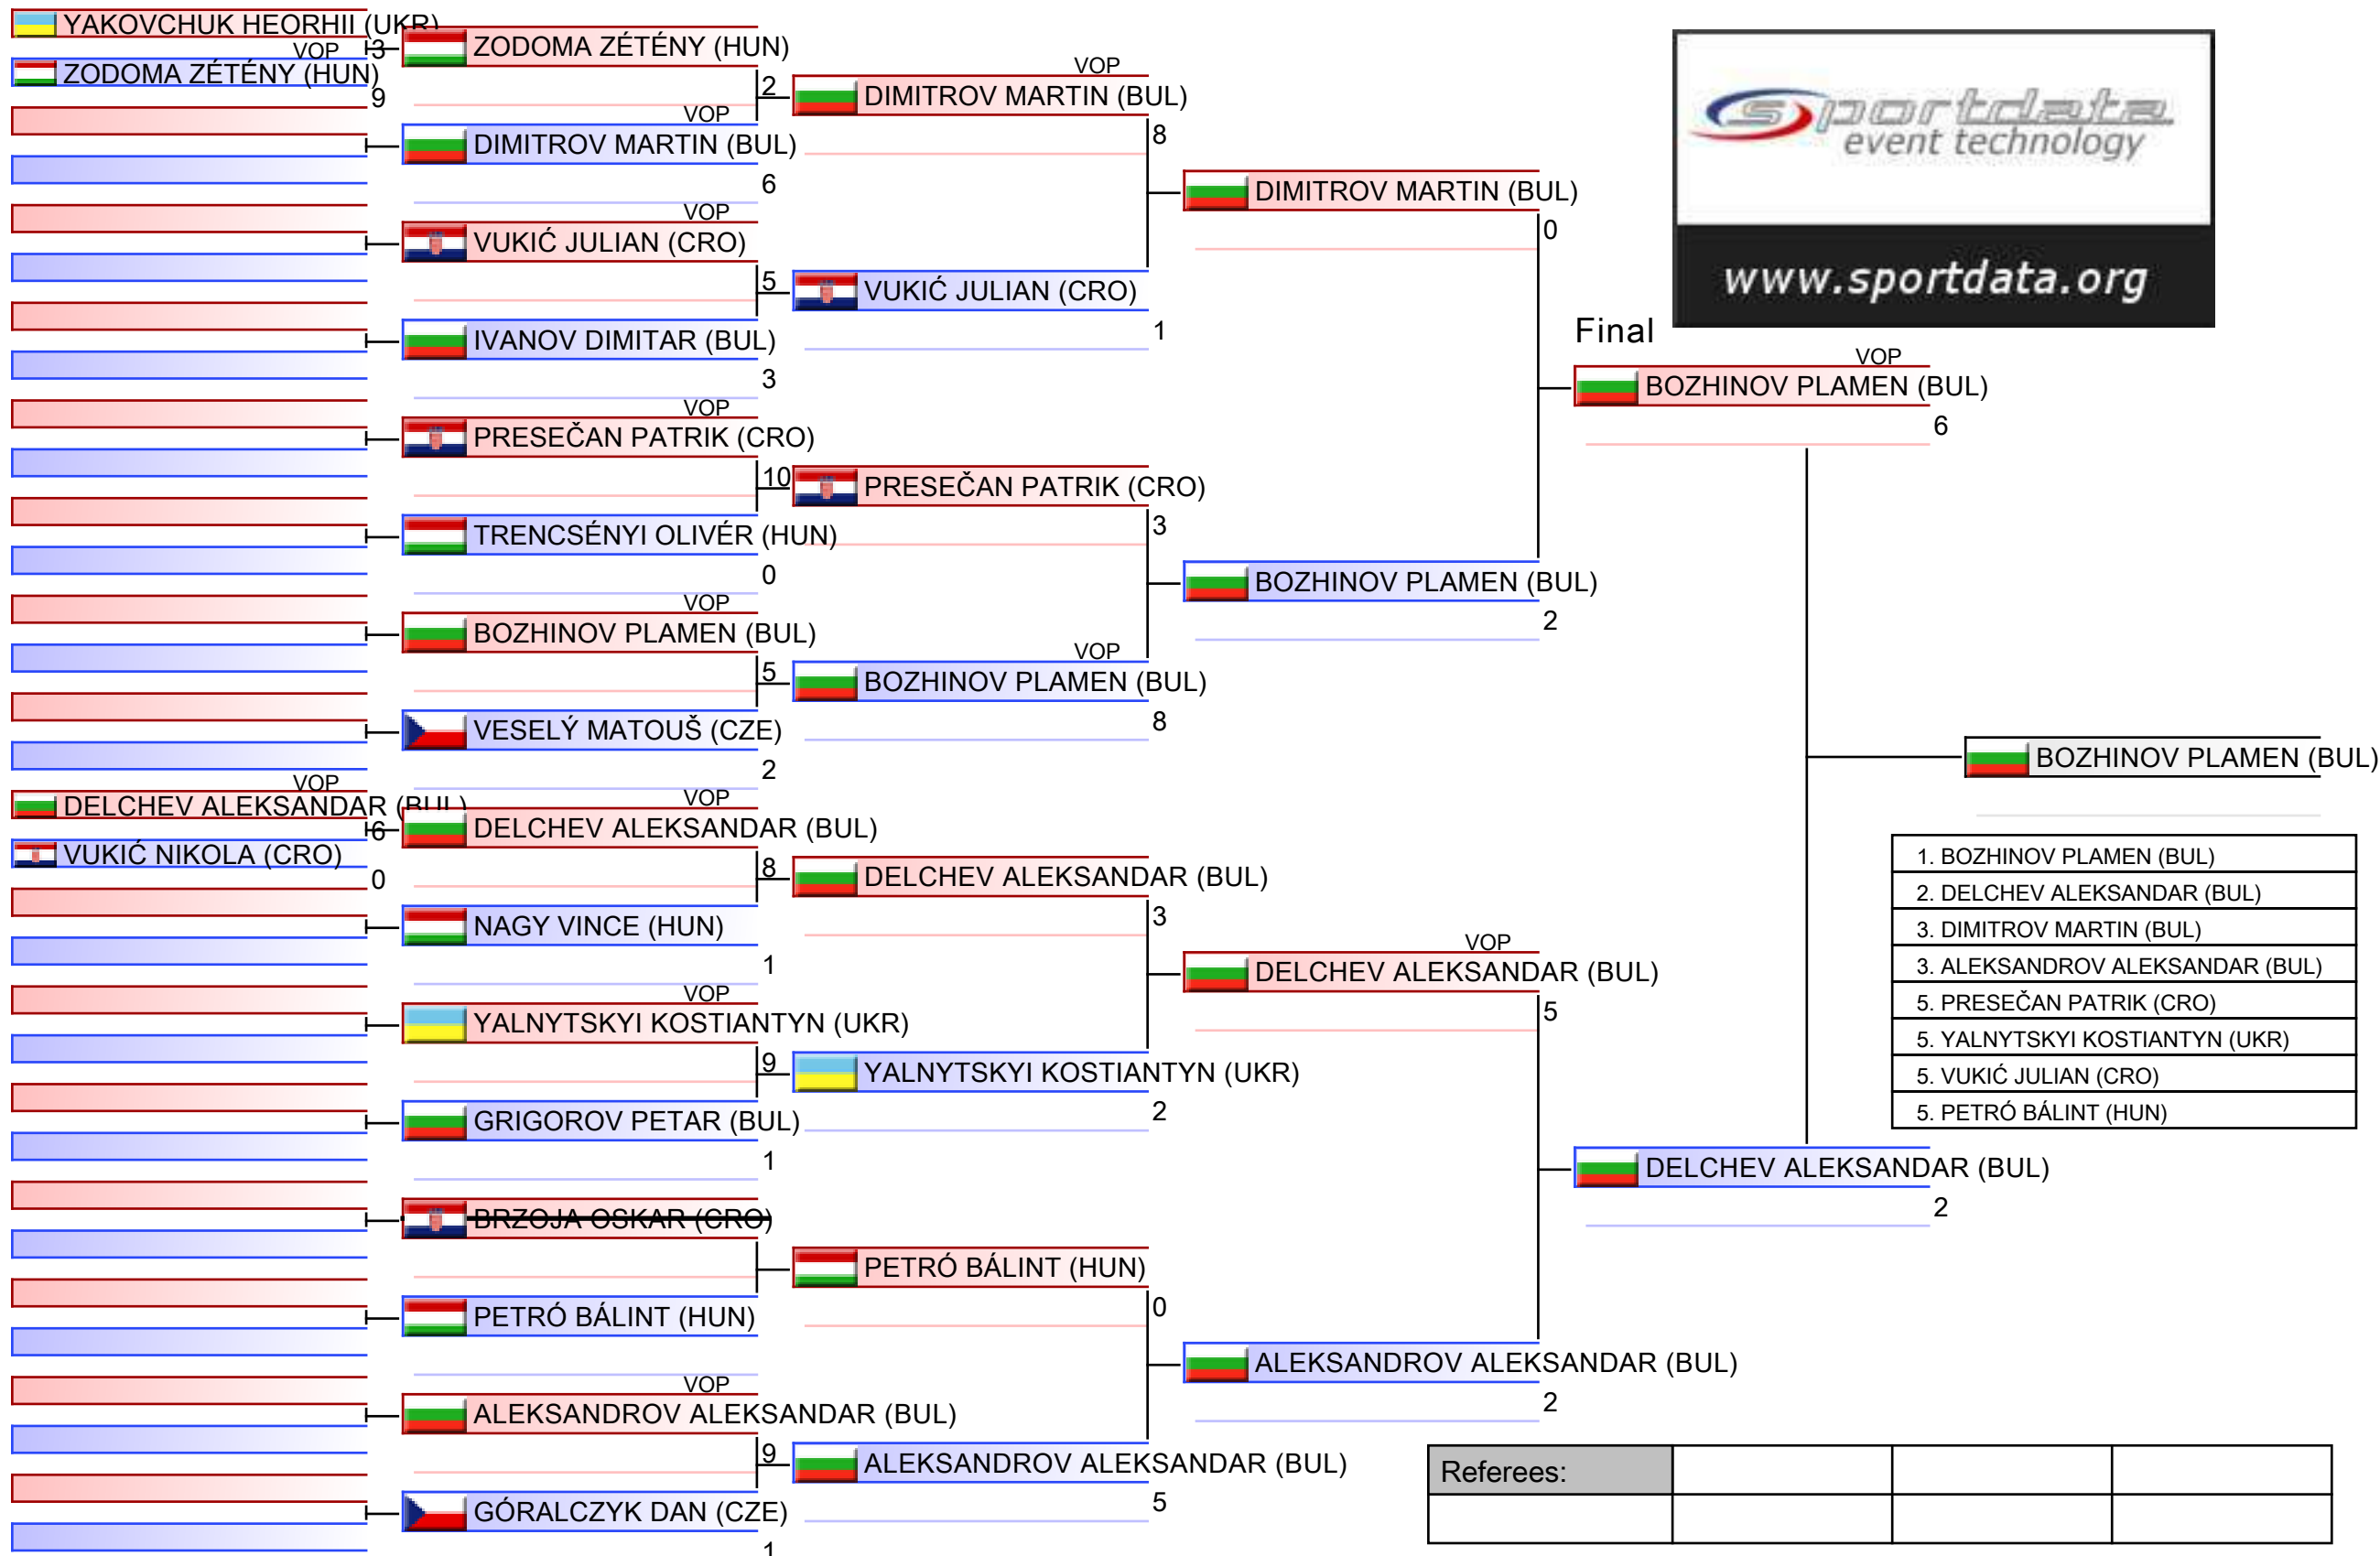 YAKOVCHUK HEORHII (UKR)
3
VOP
ZODOMA ZÉTÉNY (HUN)
9
VOP
DELCHEV ALEKSANDAR (BUL)
6
VUKIĆ NIKOLA (CRO)
0
ZODOMA ZÉTÉNY (HUN)
2
VOP
DIMITROV MARTIN (BUL)
6
VOP
VUKIĆ JULIAN (CRO)
5
IVANOV DIMITAR (BUL)
3
VOP
PRESEČAN PATRIK (CRO)
10
TRENCSÉNYI OLIVÉR (HUN)
0
VOP
BOZHINOV PLAMEN (BUL)
5
VESELÝ MATOUŠ (CZE)
2
VOP
DELCHEV ALEKSANDAR (BUL)
8
NAGY VINCE (HUN)
1
VOP
YALNYTSKYI KOSTIANTYN (UKR)
9
GRIGOROV PETAR (BUL)
1
BRZOJA OSKAR (CRO)
PETRÓ BÁLINT (HUN)
VOP
ALEKSANDROV ALEKSANDAR (BUL)
9
GÓRALCZYK DAN (CZE)
1
VOP
DIMITROV MARTIN (BUL)
8
VUKIĆ JULIAN (CRO)
1
PRESEČAN PATRIK (CRO)
3
VOP
BOZHINOV PLAMEN (BUL)
8
DELCHEV ALEKSANDAR (BUL)
3
YALNYTSKYI KOSTIANTYN (UKR)
2
PETRÓ BÁLINT (HUN)
0
ALEKSANDROV ALEKSANDAR (BUL)
5
DIMITROV MARTIN (BUL)
0
BOZHINOV PLAMEN (BUL)
2
VOP
DELCHEV ALEKSANDAR (BUL)
5
ALEKSANDROV ALEKSANDAR (BUL)
2
sportdata
event technology
www.sportdata.org
Final
VOP
BOZHINOV PLAMEN (BUL)
6
DELCHEV ALEKSANDAR (BUL)
2
BOZHINOV PLAMEN (BUL)
1. BOZHINOV PLAMEN (BUL)
2. DELCHEV ALEKSANDAR (BUL)
3. DIMITROV MARTIN (BUL)
3. ALEKSANDROV ALEKSANDAR (BUL)
5. PRESEČAN PATRIK (CRO)
5. YALNYTSKYI KOSTIANTYN (UKR)
5. VUKIĆ JULIAN (CRO)
5. PETRÓ BÁLINT (HUN)
Referees: